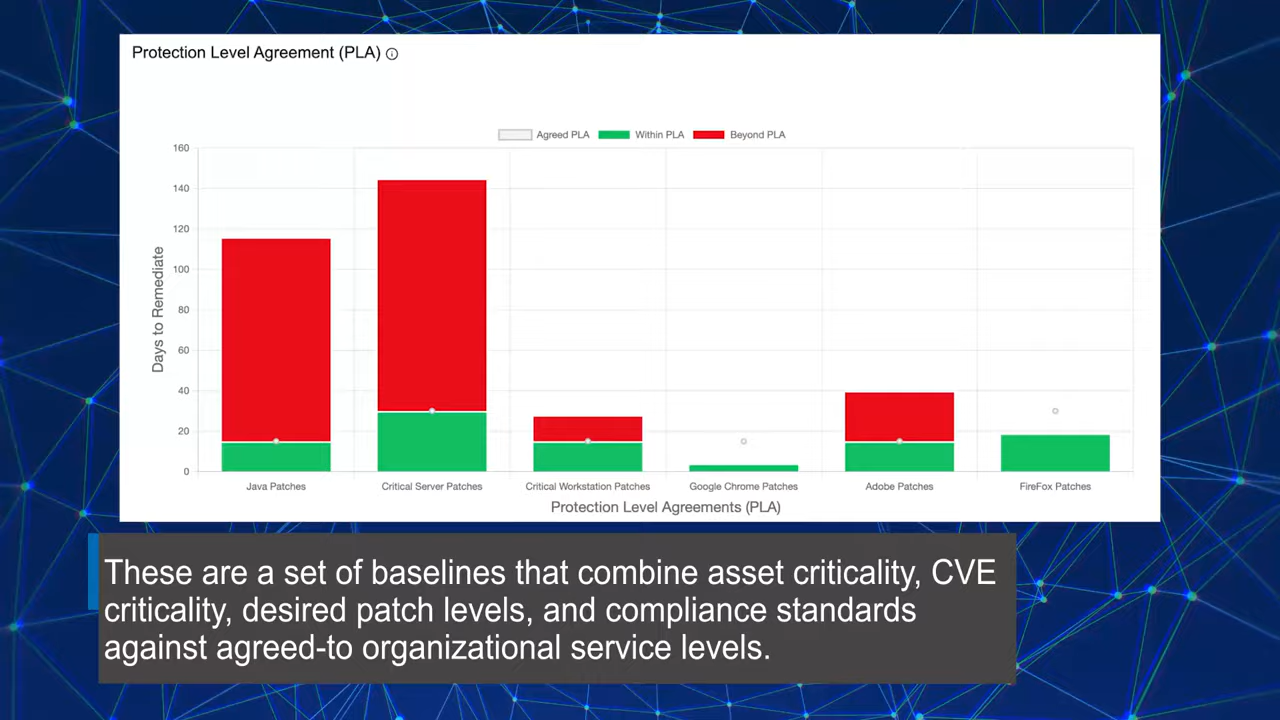 Protection Level Agreement (PLA)
Agreed PLA Within PLA Beyond PLA
160
140
120
100
80
60
40
20
0
Days to Remediate
Java Patches Critical Server Patches Critical Workstation Patches Google Chrome Patches Adobe Patches FireFox Patches
Protection Level Agreements (PLA)
These are a set of baselines that combine asset criticality, CVE
criticality, desired patch levels, and compliance standards
against agreed-to organizational service levels.